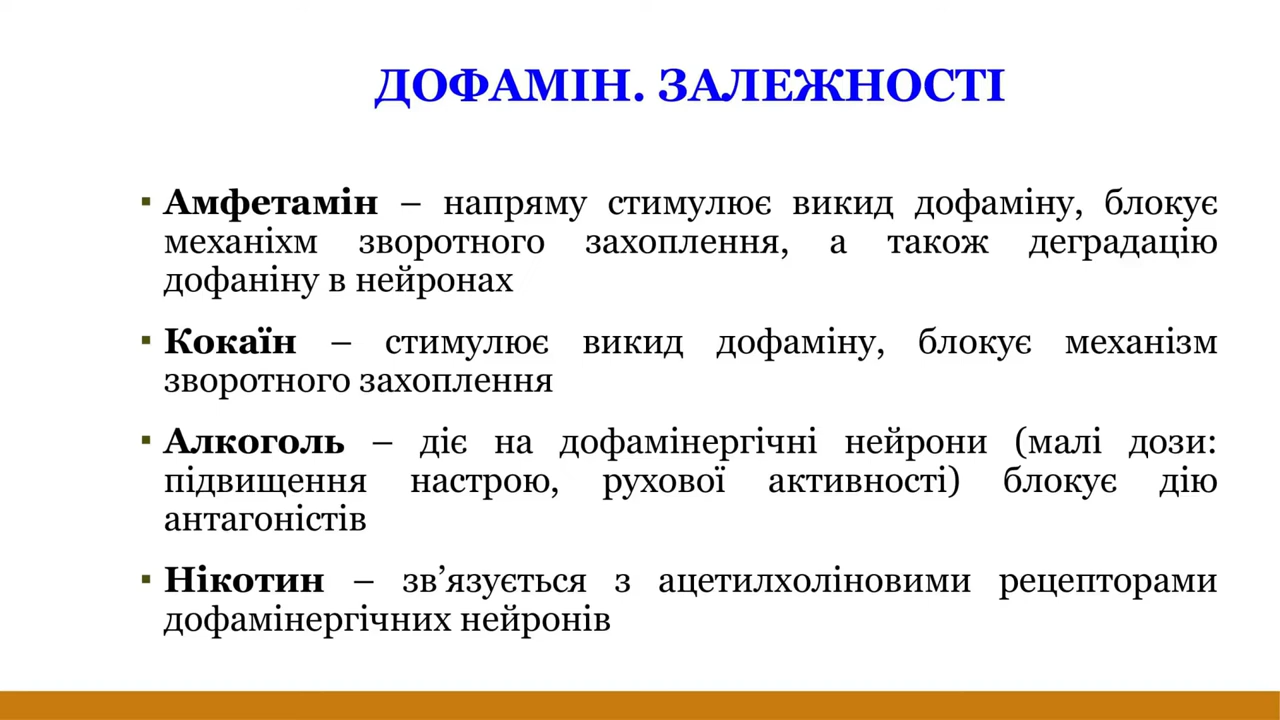 ДОФАМІН. ЗАЛЕЖНОСТІ
▪ Амфетамін – напряму стимулює викид дофаміну, блокує
механіхм зворотного захоплення, а також деградацію
дофаніну в нейронах
▪ Кокаїн – стимулює викид дофаміну, блокує механізм
зворотного захоплення
▪ Алкоголь – діє на дофамінергічні нейрони (малі дози:
підвищення настрою, рухової активності) блокує дію
антагоністів
▪ Нікотин – зв’язується з ацетилхоліновими рецепторами
дофамінергічних нейронів